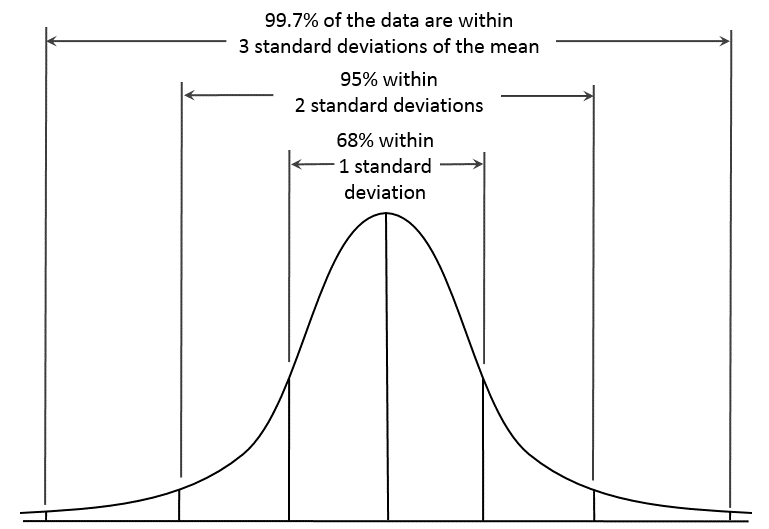 99.7% of the data are within
3 standard deviations of the mean
95% within
2 standard deviations
68% within
1 standard
deviation